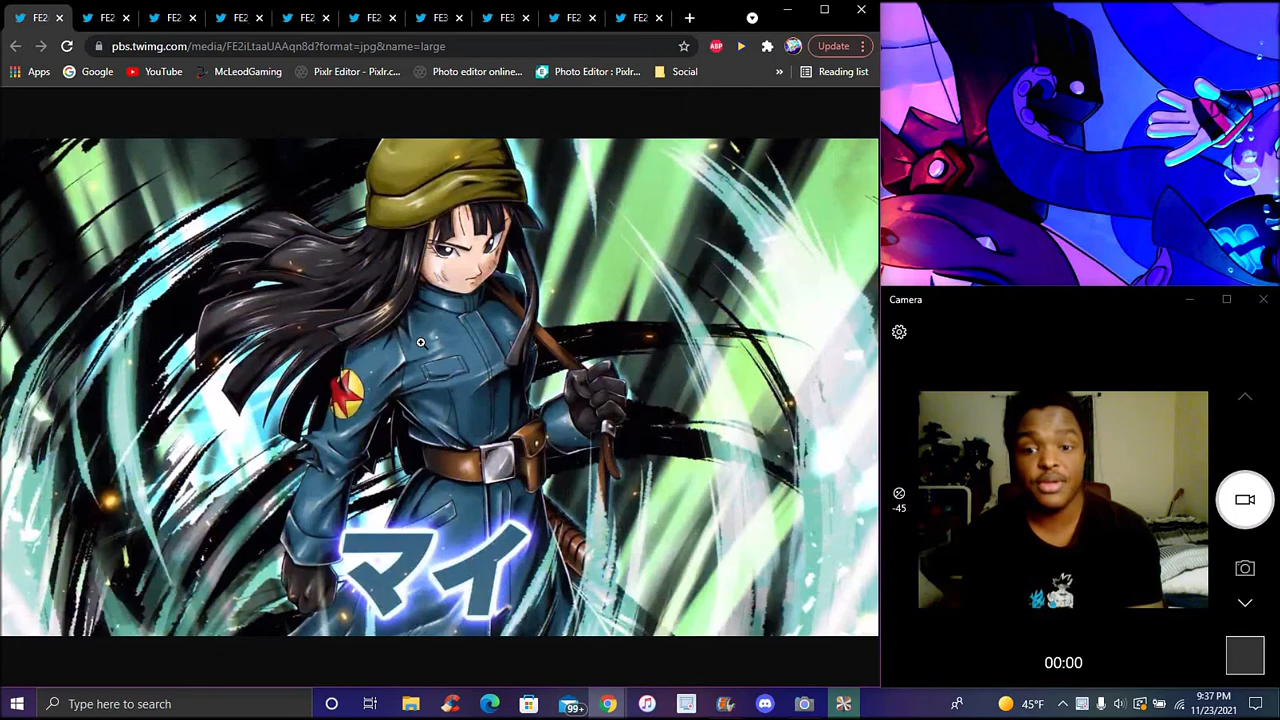 FE2
FE2
FE2
FE2
FE2
FE2
FE3
FE3
FE2
FE2
pbs.twimg.com/media/FE2iLtaaUAAqn8d?format=jpg&name=large
ABP
Update
Apps
Google
YouTube
McLeodGaming
Pixlr Editor - Pixlr.c...
Photo editor online...
Photo Editor : Pixlr...
Social
»
Reading list
マイ
Camera
-45
00:00
Type here to search
99+
45°F
9:37 PM
11/23/2021